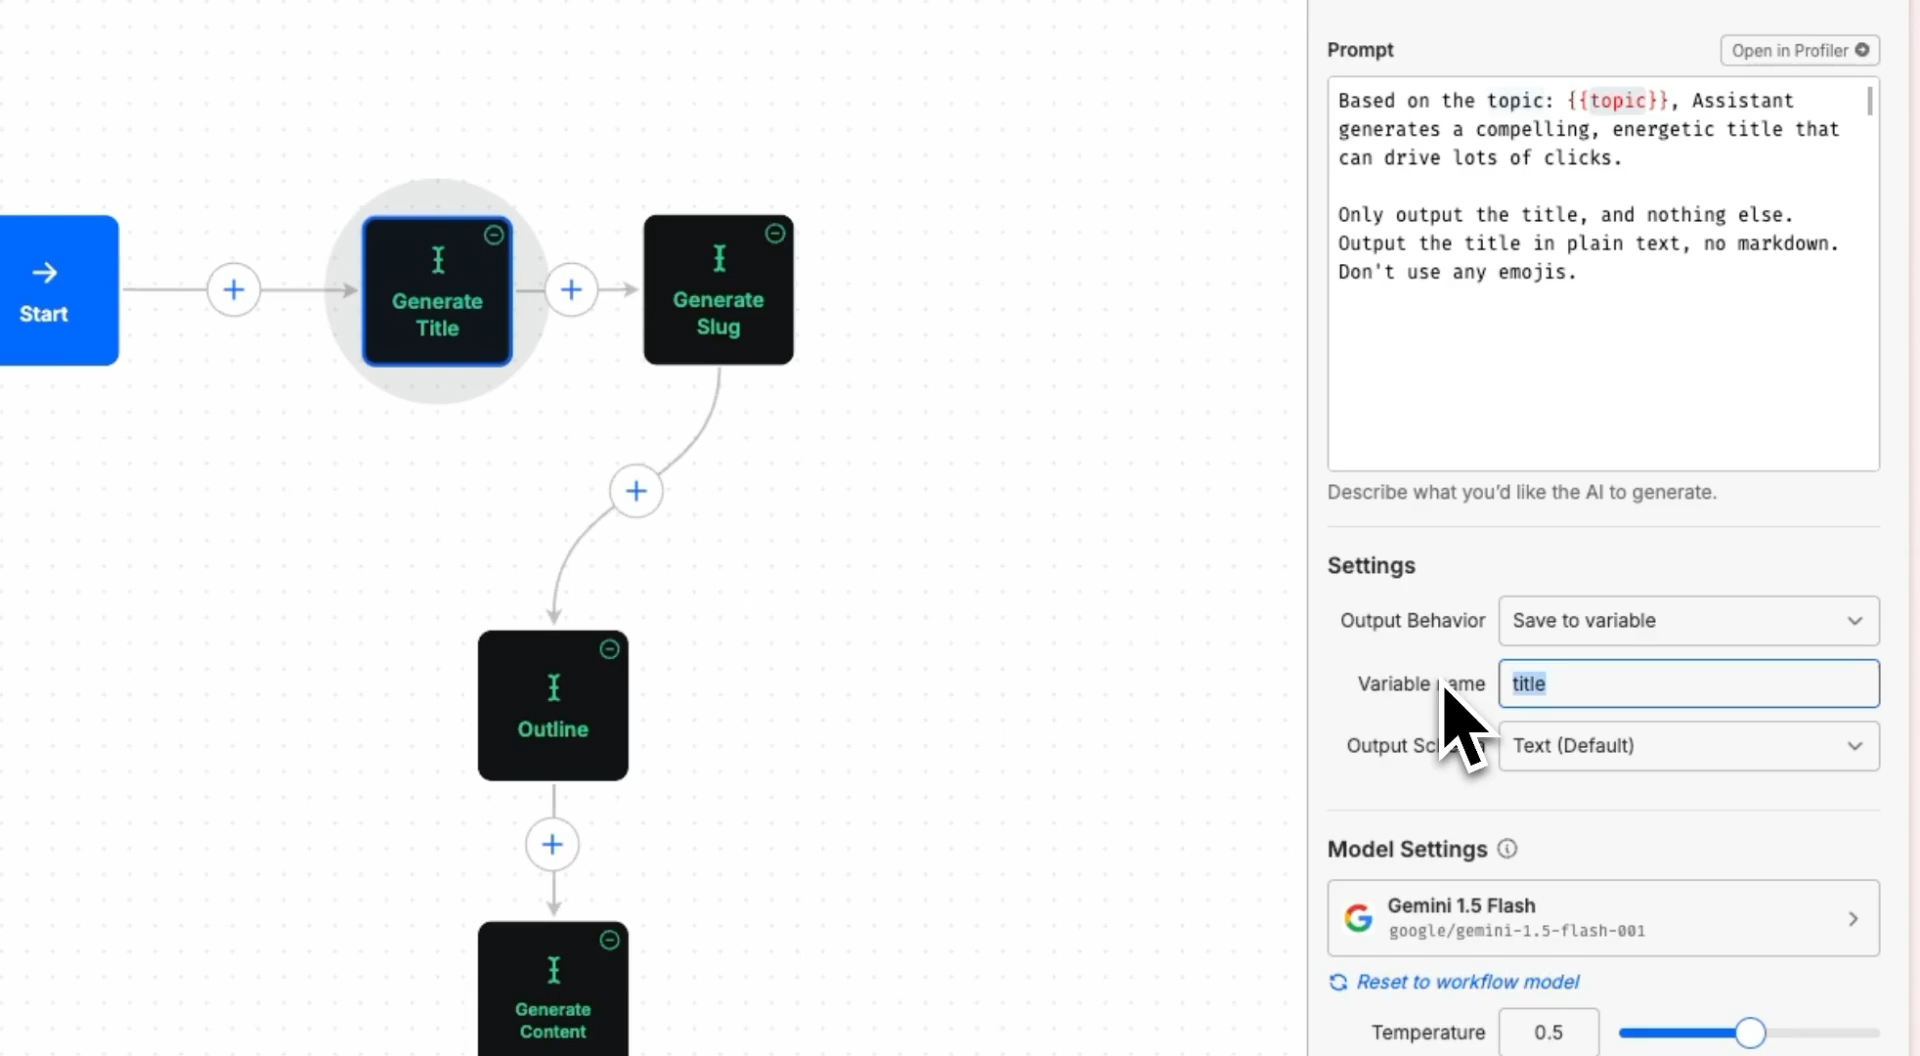 Start
Generate
Title
Generate
Slug
Outline
Generate
Content
Prompt
Open in Profiler
Based on the topic: {{topic}}, Assistant
generates a compelling, energetic title that
can drive lots of clicks.
Only output the title, and nothing else.
Output the title in plain text, no markdown.
Don't use any emojis.
Describe what you'd like the AI to generate.
Settings
Output Behavior Save to variable
Variable title
Output Text (Default)
Model Settings
Gemini 1.5 Flash
google/gemini-1.5-flash-001
Reset to workflow model
Temperature 0.5